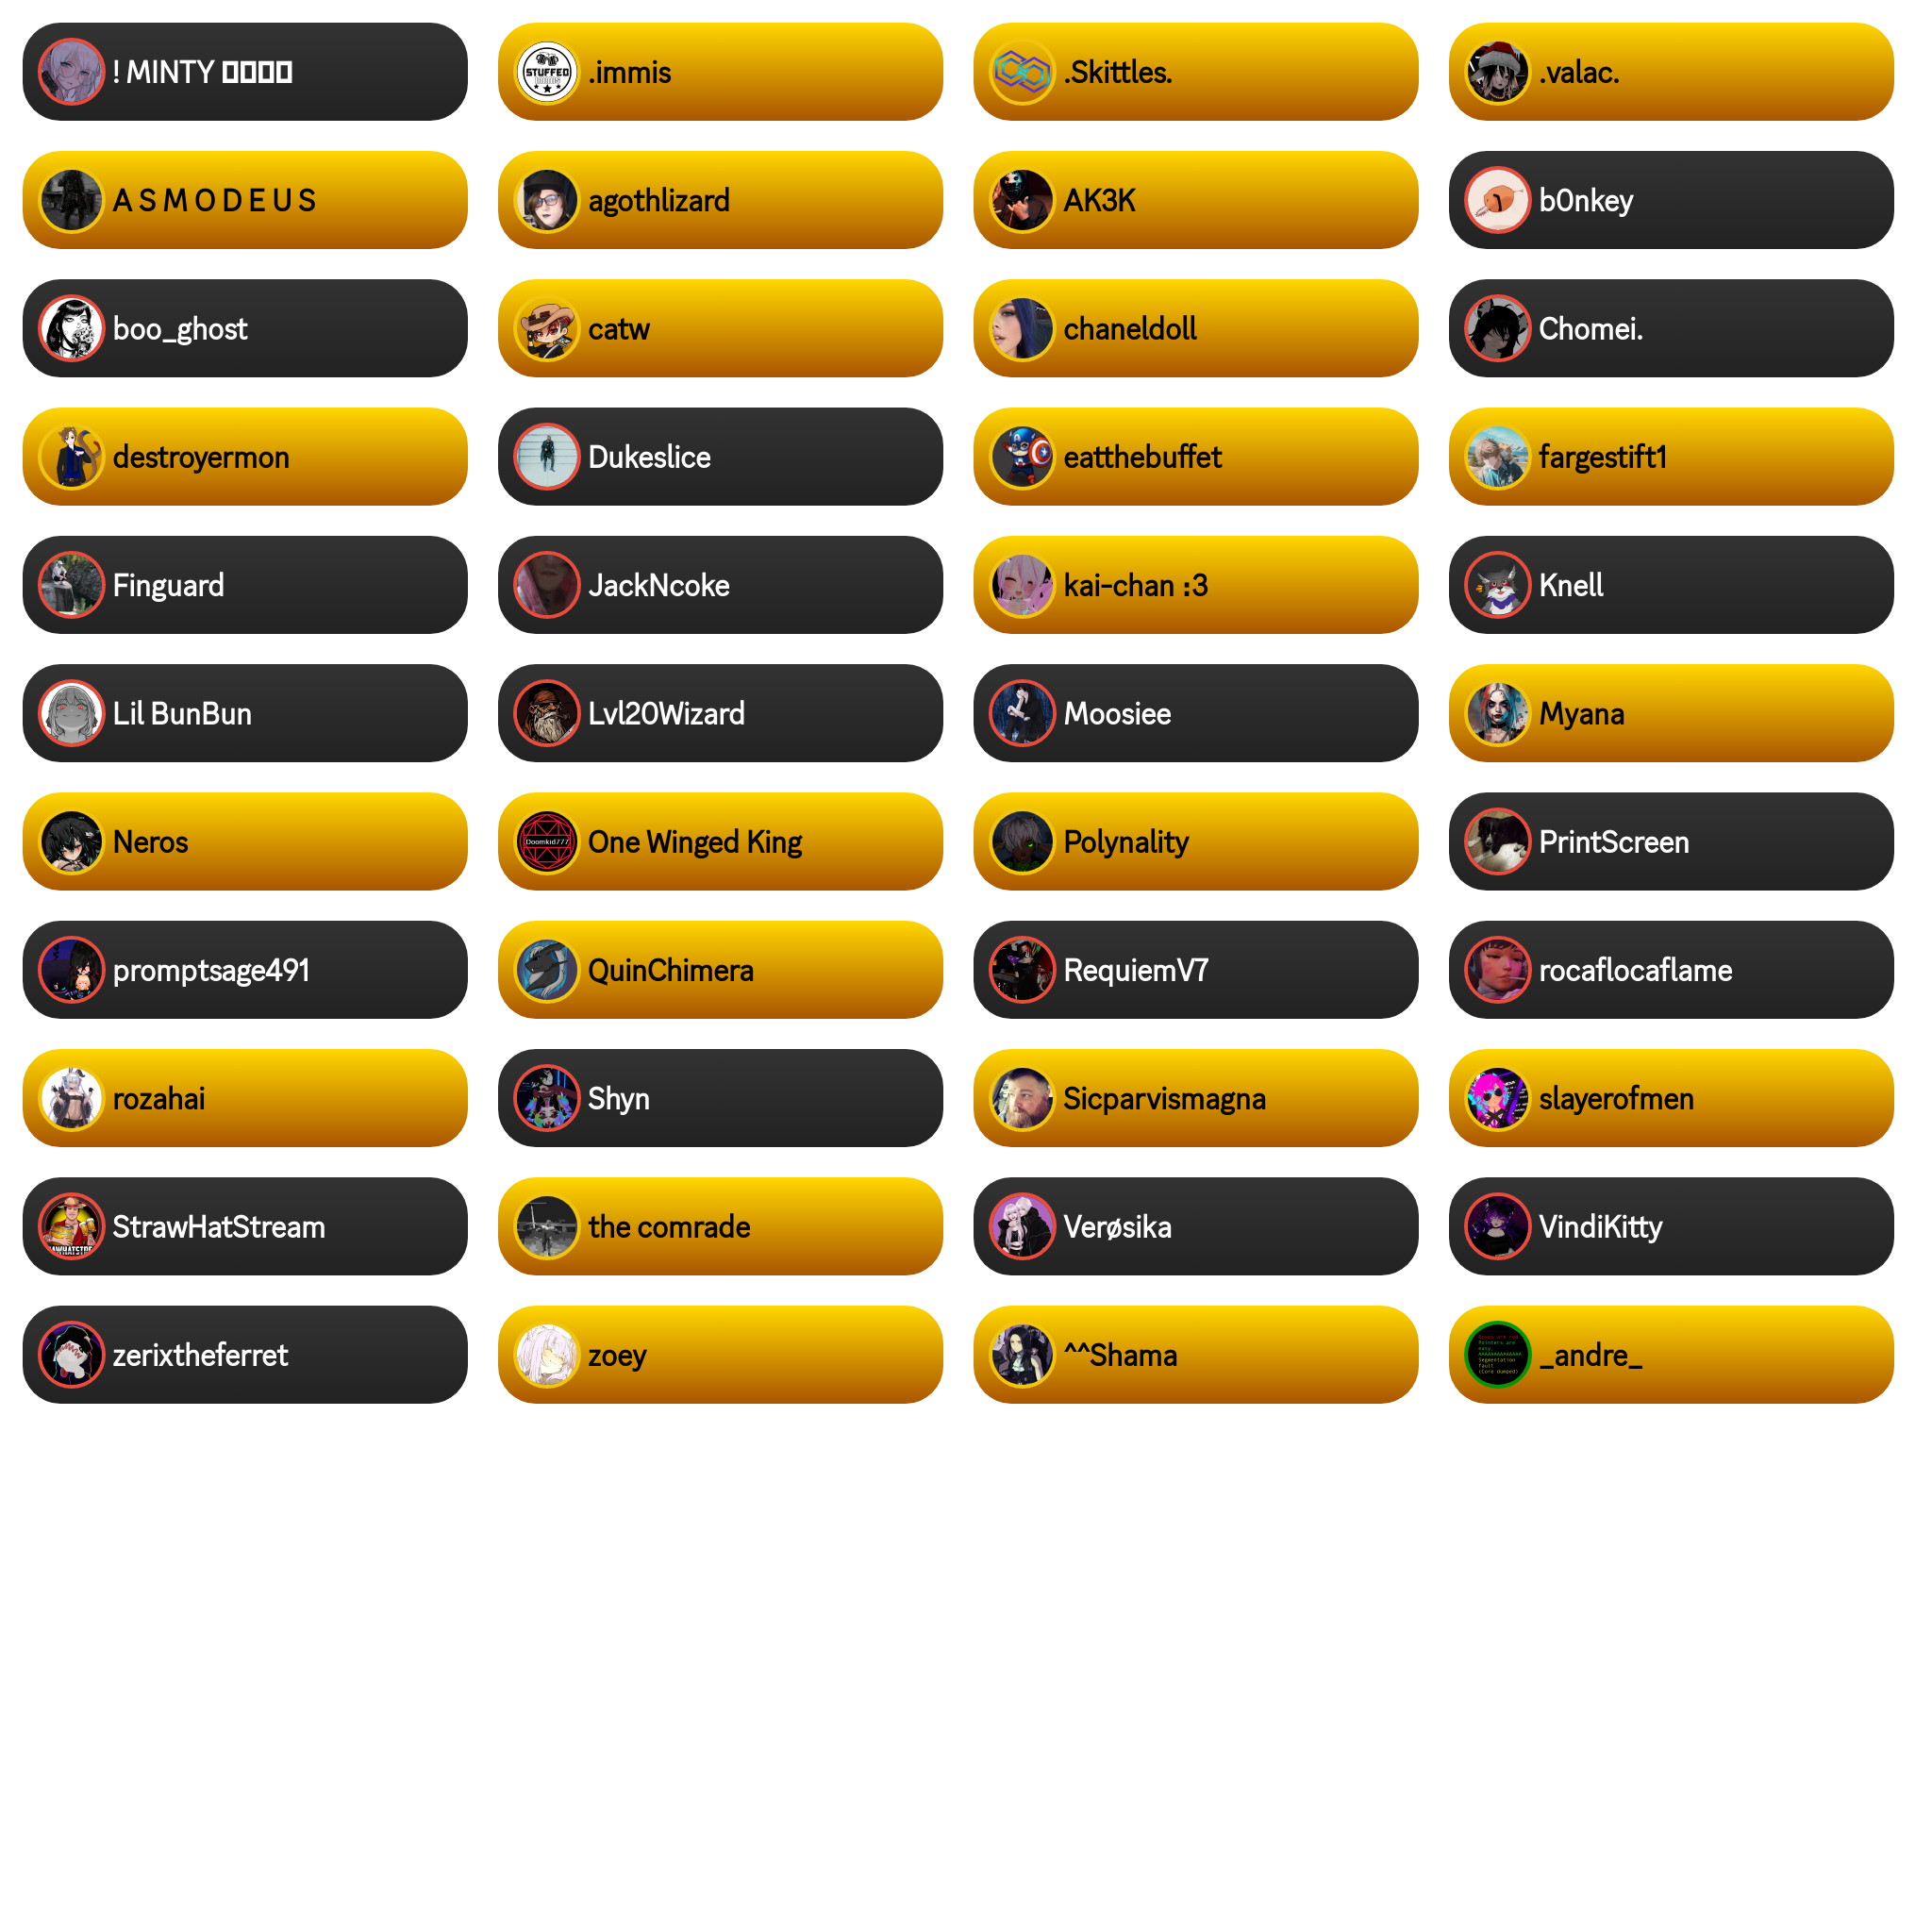 ! MINTY
.immis
.Skittles.
.valac.
A S M O D E U S
agothlizard
AK3K
b0nkey
boo_ghost
catw
chaneldoll
Chomei.
destroyermon
Dukeslice
eatthebuffet
fargestift1
Finguard
JackNcoke
kai-chan :3
Knell
Lil BunBun
Lvl20Wizard
Moosiee
Myana
Neros
Doomkid777
One Winged King
Polynality
PrintScreen
promptsage491
QuinChimera
RequiemV7
rocaflocaflame
rozahai
Shyn
Sicparvismagna
slayerofmen
StrawHatStream
the comrade
Verøsika
VindiKitty
zerixtheferret
zoey
^^Shama
_andre_